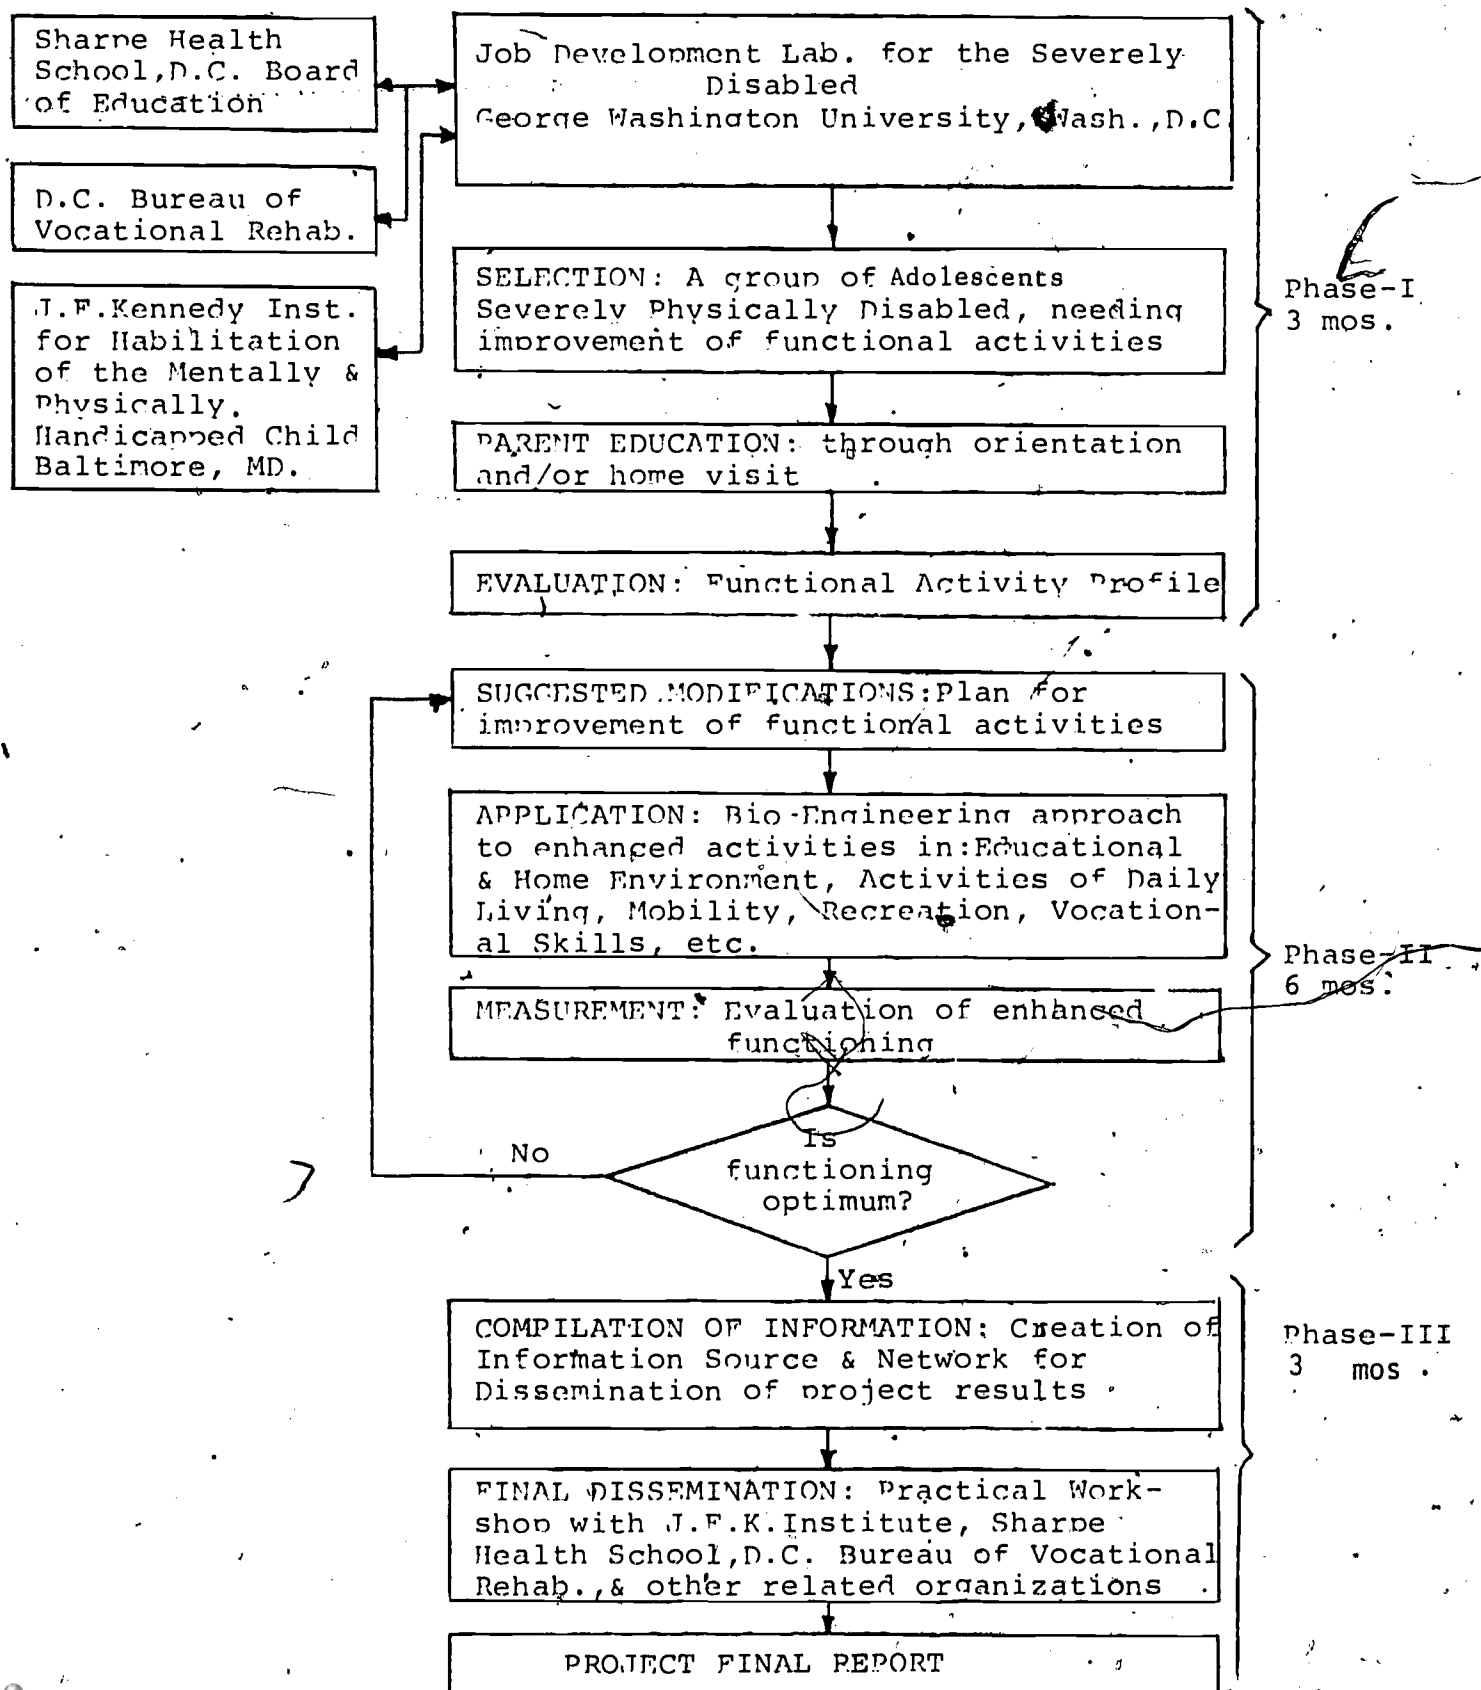 Sharpe Health
School,D.C. Board
of Education
D.C. Bureau of
Vocational Rehab.
J.F.Kennedy Inst.
for Habilitation
of the Mentally &
Physically.
Handicapped Child
Baltimore, MD.
Job Development Lab. for the Severely
Disabled
George Washington University, Wash.,D.C.
SELECTION: A group of Adolescents
Severely Physically Disabled, needing
improvement of functional activities
PARENT EDUCATION: through orientation
and/or home visit
EVALUATION: Functional Activity Profile
Phase-I
3 mos.
SUGGESTED MODIFICATIONS:Plan for
improvement of functional activities
APPLICATION: Bio-Engineering approach
to enhanced activities in:Educational
& Home Environment, Activities of Daily
Living, Mobility, Recreation, Vocation-
al Skills, etc.
MEASUREMENT: Evaluation of enhanced
functioning
Is
functioning
optimum?
No
Yes
Phase-II
6 mos.
COMPILATION OF INFORMATION: Creation of
Information Source & Network for
Dissemination of project results
FINAL DISSEMINATION: Practical Work-
shop with J.F.K.Institute, Sharpe
Health School,D.C. Bureau of Vocational
Rehab.,& other related organizations
PROJECT FINAL REPORT
Phase-III
3 mos.